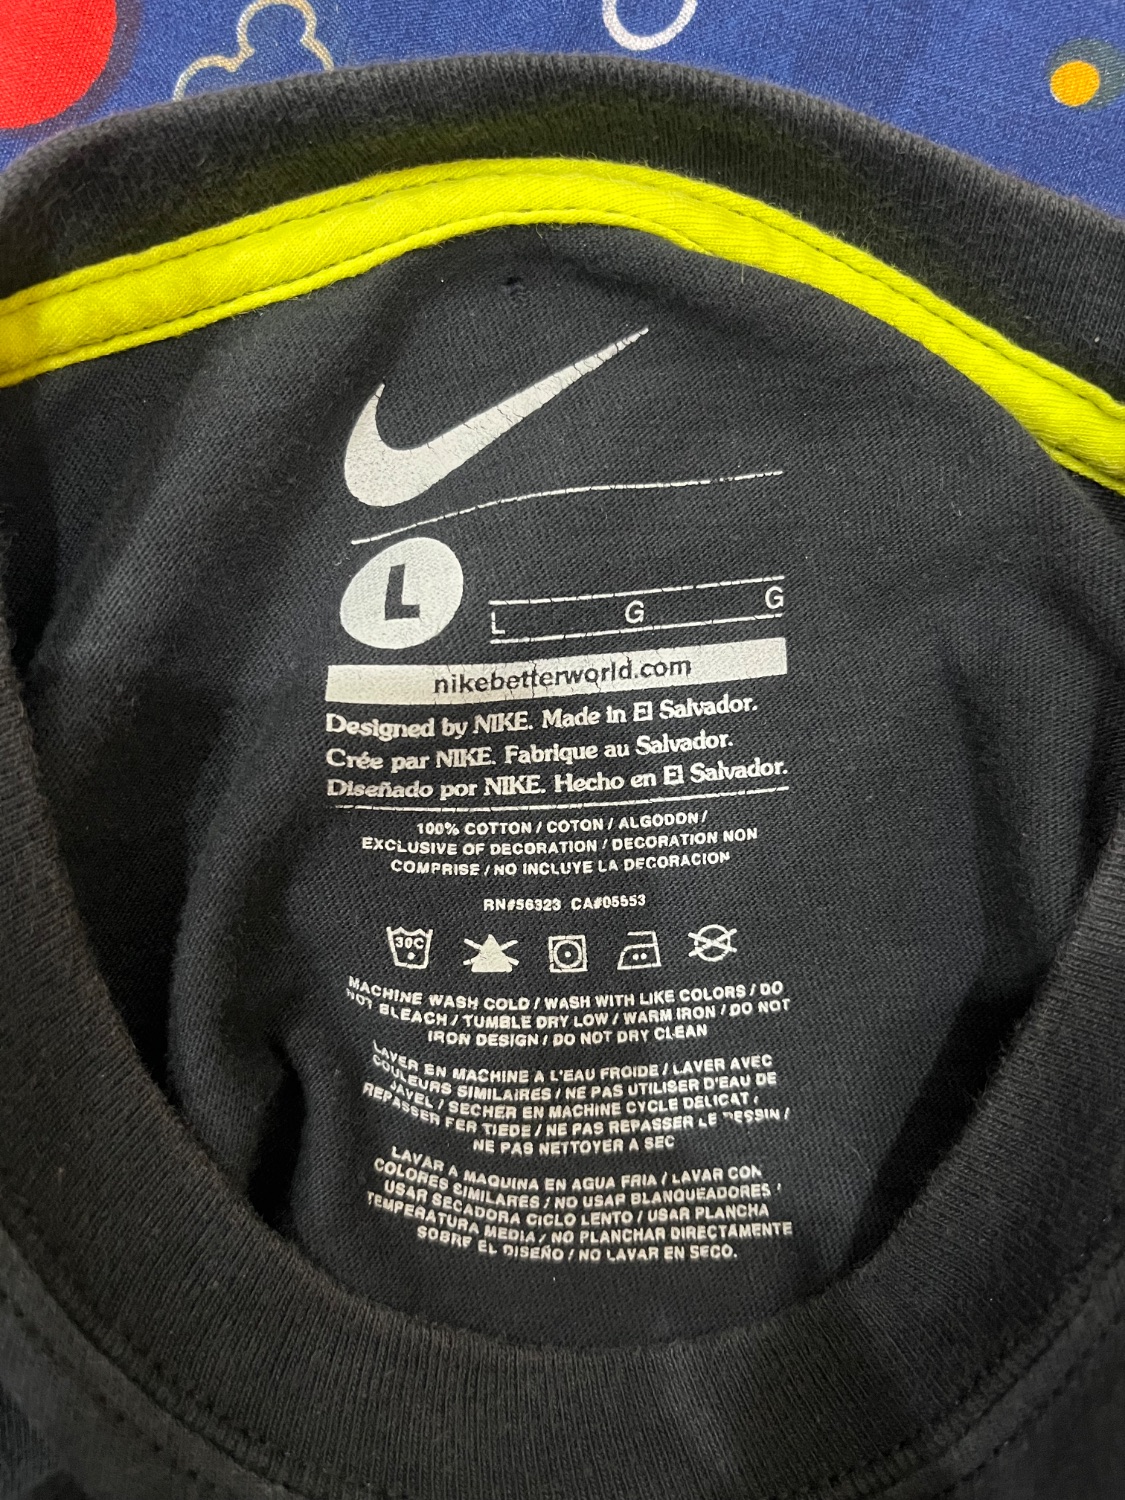 L
L G G
nikebetterworld.com
Designed by NIKE. Made in El Salvador.
Crée par NIKE. Fabrique au Salvador.
Diseñado por NIKE. Hecho en El Salvador.
100% COTTON / COTON / ALGODON /
EXCLUSIVE OF DECORATION / DECORATION NON
COMPRISE / NO INCLUYE LA DECORACION
RN#56323 CA#05553
30C
MACHINE WASH COLD / WASH WITH LIKE COLORS / DO
NOT BLEACH / TUMBLE DRY LOW / WARM IRON / DO NOT
IRON DESIGN / DO NOT DRY CLEAN
LAVER EN MACHINE A L'EAU FROIDE / LAVER AVEC
COULEURS SIMILAIRES / NE PAS UTILISER D'EAU DE
JAVEL / SECHER EN MACHINE CYCLE DELICAT /
REPASSER FER TIEDE / NE PAS REPASSER LE DESSIN /
NE PAS NETTOYER A SEC
LAVAR A MAQUINA EN AGUA FRIA / LAVAR CON
COLORES SIMILARES / NO USAR BLANQUEADORES /
USAR SECADORA CICLO LENTO / USAR PLANCHA
TEMPERATURA MEDIA / NO PLANCHAR DIRECTAMENTE
SOBRE EL DISEÑO / NO LAVAR EN SECO.